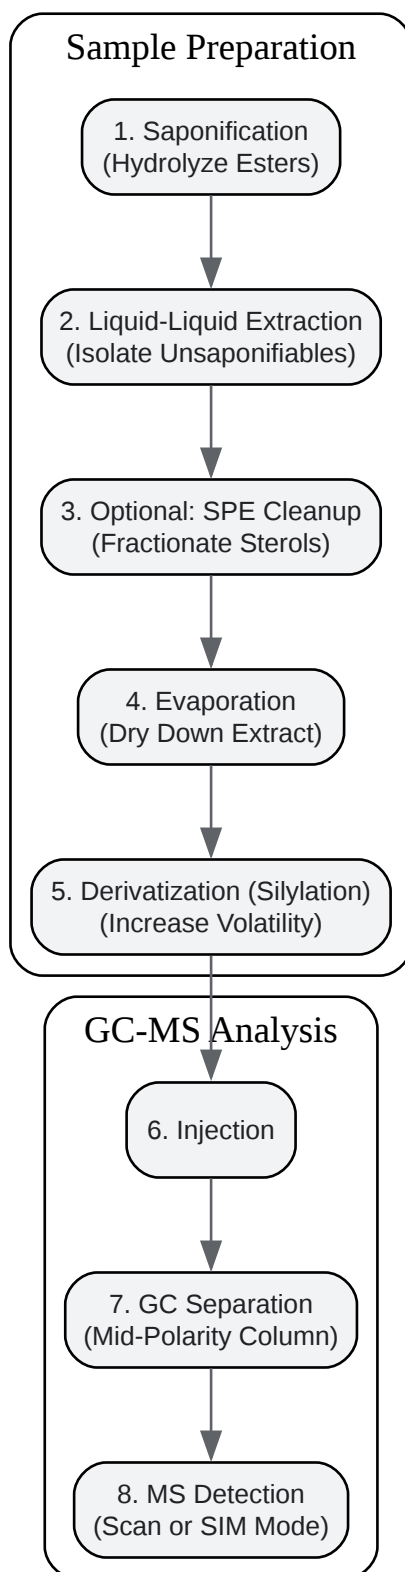 Sample Preparation
1. Saponification
(Hydrolyze Esters)
2. Liquid-Liquid Extraction
(Isolate Unsaponifiables)
3. Optional: SPE Cleanup
(Fractionate Sterols)
4. Evaporation
(Dry Down Extract)
5. Derivatization (Silylation)
(Increase Volatility)
GC-MS Analysis
6. Injection
7. GC Separation
(Mid-Polarity Column)
8. MS Detection
(Scan or SIM Mode)